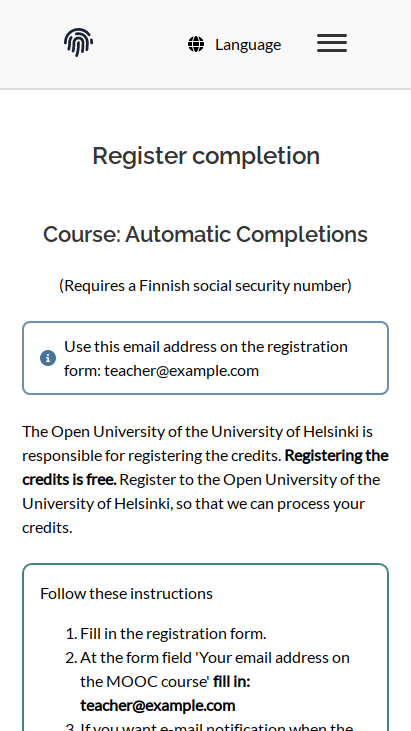 Language
Register completion
Course: Automatic Completions
(Requires a Finnish social security number)
Use this email address on the registration
form: teacher@example.com
The Open University of the University of Helsinki is
responsible for registering the credits. Registering the
credits is free. Register to the Open University of the
University of Helsinki, so that we can process your
credits.
Follow these instructions
1. Fill in the registration form.
2. At the form field 'Your email address on
the MOOC course' fill in:
teacher@example.com
3. If you want e-mail notification when the